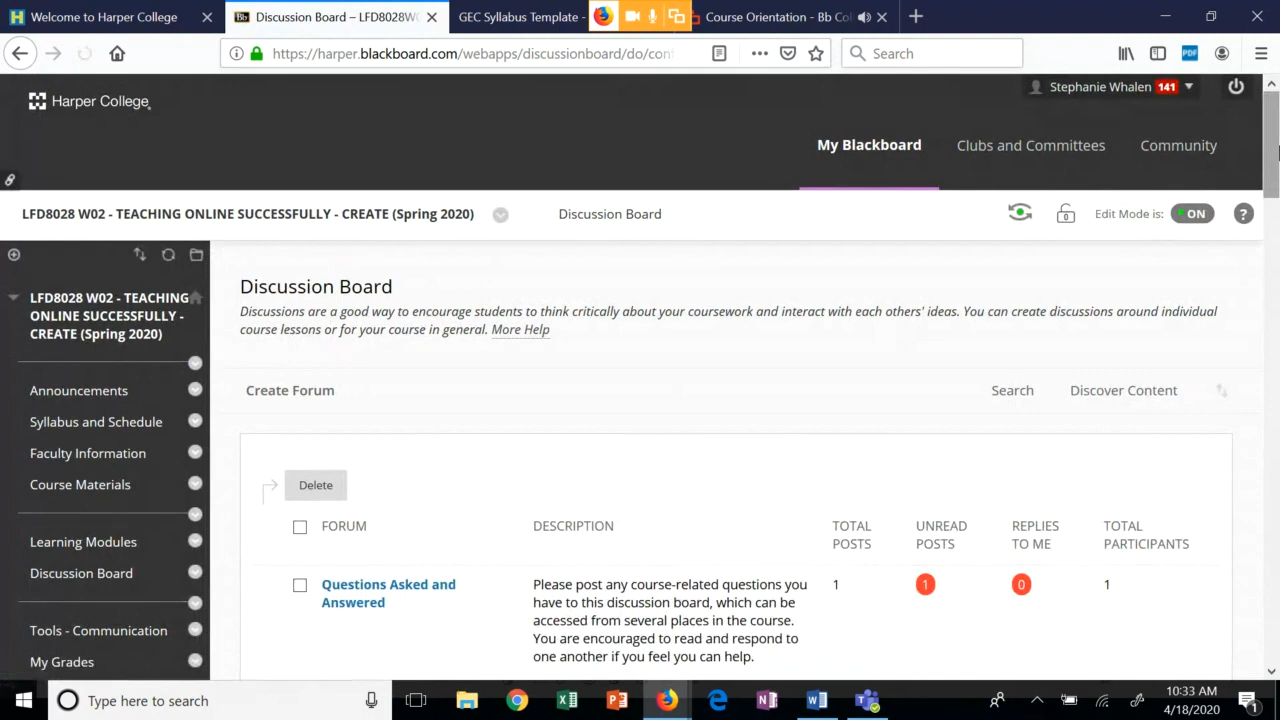 Welcome to Harper College
Discussion Board – LFD8028W
GEC Syllabus Template -
Course Orientation - Bb Col
https://harper.blackboard.com/webapps/discussionboard/do/con
Search
PDF
Harper College
Stephanie Whalen 141
My Blackboard
Clubs and Committees
Community
LFD8028 W02 - TEACHING ONLINE SUCCESSFULLY - CREATE (Spring 2020)
Discussion Board
0
Edit Mode is:
ON
?
LFD8028 W02 - TEACHING
ONLINE SUCCESSFULLY -
CREATE (Spring 2020)
Announcements
Syllabus and Schedule
Faculty Information
Course Materials
Learning Modules
Discussion Board
Tools - Communication
My Grades
Discussion Board
Discussions are a good way to encourage students to think critically about your coursework and interact with each others' ideas. You can create discussions around individual
course lessons or for your course in general. More Help
Create Forum
Search
Discover Content
Delete
FORUM
DESCRIPTION
TOTAL
POSTS
UNREAD
POSTS
REPLIES
TO ME
TOTAL
PARTICIPANTS
Questions Asked and
Answered
Please post any course-related questions you
have to this discussion board, which can be
accessed from several places in the course.
You are encouraged to read and respond to
one another if you feel you can help.
1
1
0
1
Type here to search
10:33 AM
4/18/2020
1